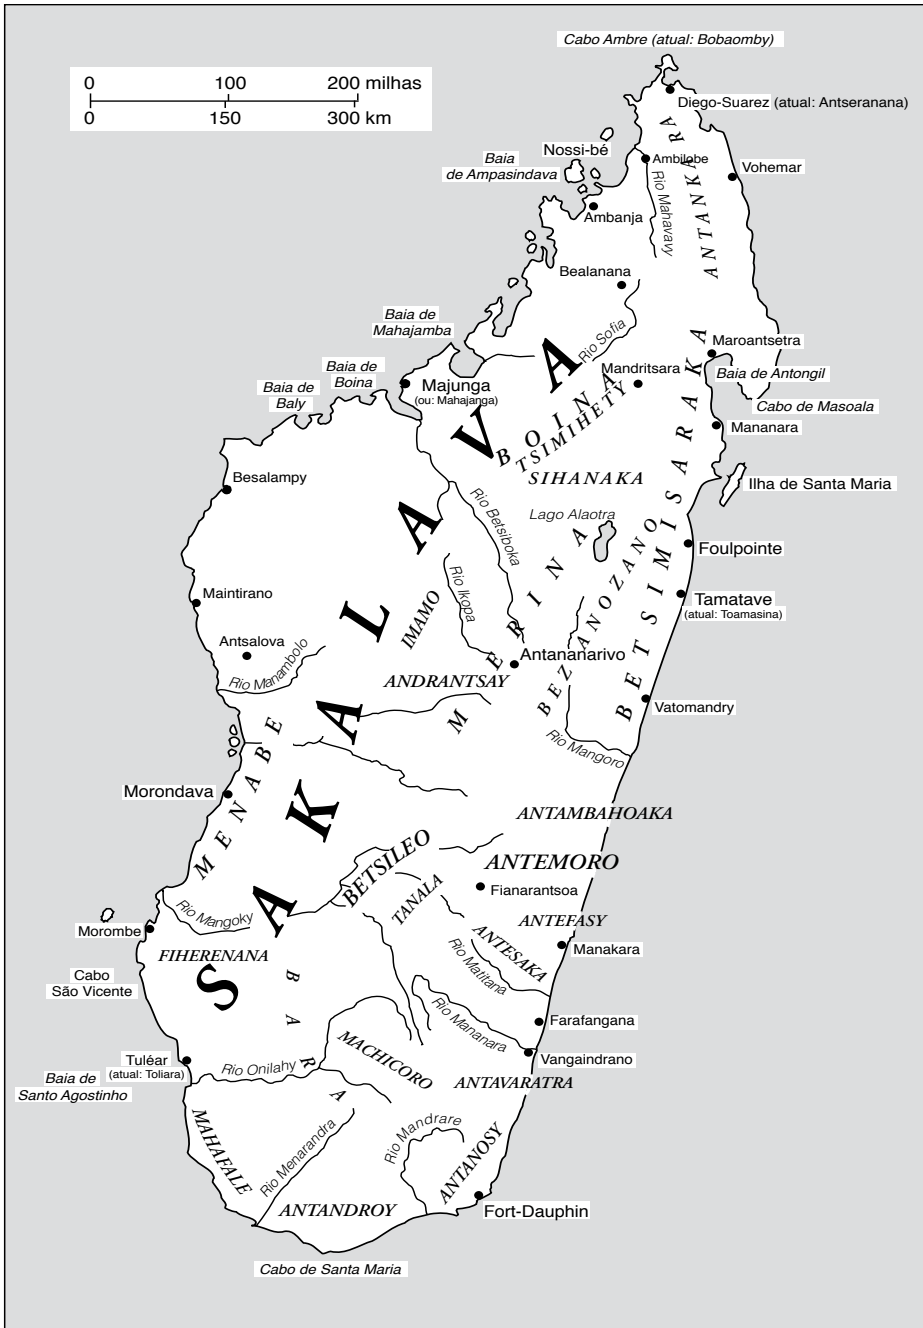 Cabo Ambre (atual: Bobaomby)
0 100 200 milhas
0 150 300 km
Diego-Suarez (atual: Antseranana)
Nossi-bé
Baia
de Ampasindava
Ambilobe
Vohemar
Rio Mahavavy
ANTANKARA
Ambanja
Bealanana
Baia de
Mahajamba
Rio Sofia
Maroantsetra
Baia de
Boina
Baia de Antongil
Mandritsara
Majunga
(ou: Mahajanga)
Baia de
Baly
Cabo de Masoala
BOINA
TSIMIHETY
Mananara
SIHANAKA
Besalampy
Ilha de Santa Maria
Rio Betsiboka
Lago Alaotra
Foulpointe
SAKALAVA
BETSIMISARAKA
BEZANOZANO
MERINA
Rio Ikopa
IMAMO
Maintirano
Tamatave
(atual: Toamasina)
Antsalova
Antananarivo
Rio Manambolo
ANDRANTSAY
Vatomandry
Rio Mangoro
MENABE
Morondava
ANTAMBAHOAKA
BETSILEO
ANTEMORO
TANALA
Fianarantsoa
Rio Mangoky
ANTEFASY
Morombe
ANTESAKA
Manakara
FIHERENANA
Rio Matitana
Cabo
São Vicente
BARA
Rio Mananara
Farafangana
MACHICORO
Vangaindrano
Tuléar
(atual: Toliara)
Rio Onilahy
ANTAVARATRA
Baia de
Santo Agostinho
MAHAFALE
Rio Menarandra
Rio Mandrare
ANTANOSY
ANTANDROY
Fort-Dauphin
Cabo de Santa Maria